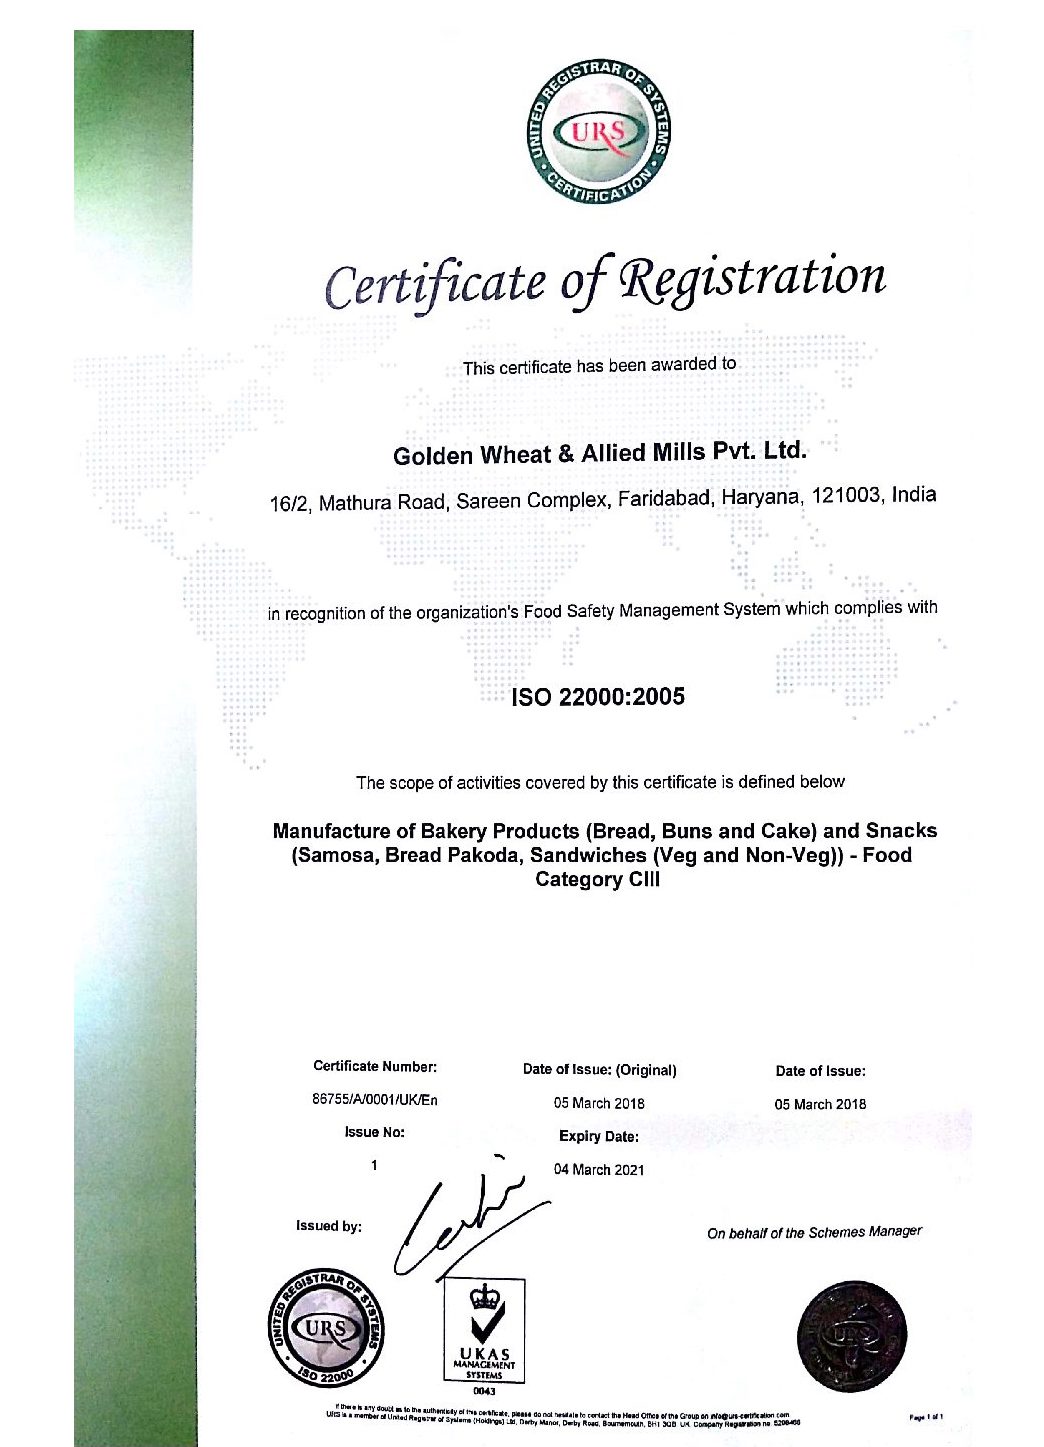 UNITED REGISTRAR OF SYSTEMS
URS
CERTIFICATION
Certificate of Registration
This certificate has been awarded to
Golden Wheat & Allied Mills Pvt. Ltd.
16/2, Mathura Road, Sareen Complex, Faridabad, Haryana, 121003, India
in recognition of the organization's Food Safety Management System which complies with
ISO 22000:2005
The scope of activities covered by this certificate is defined below
Manufacture of Bakery Products (Bread, Buns and Cake) and Snacks
(Samosa, Bread Pakoda, Sandwiches (Veg and Non-Veg)) - Food
Category CIII
Certificate Number: Date of Issue: (Original) Date of Issue:
86755/A/0001/UK/En 05 March 2018 05 March 2018
Issue No: Expiry Date:
1 04 March 2021
Issued by:
On behalf of the Schemes Manager
UNITED REGISTRAR OF SYSTEMS
URS
ISO 22000
UKAS
MANAGEMENT
SYSTEMS
0043
URS
If there is any doubt as to the authenticity of this certificate, please do not hesitate to contact the Head Office of the Group on info@urs-certification.com
URS is a member of United Registrar of Systems (Holdings) Ltd, Derby Manor, Derby Road, Bournemouth, BH1 3QB UK Company Registration no
Page 1 of 1